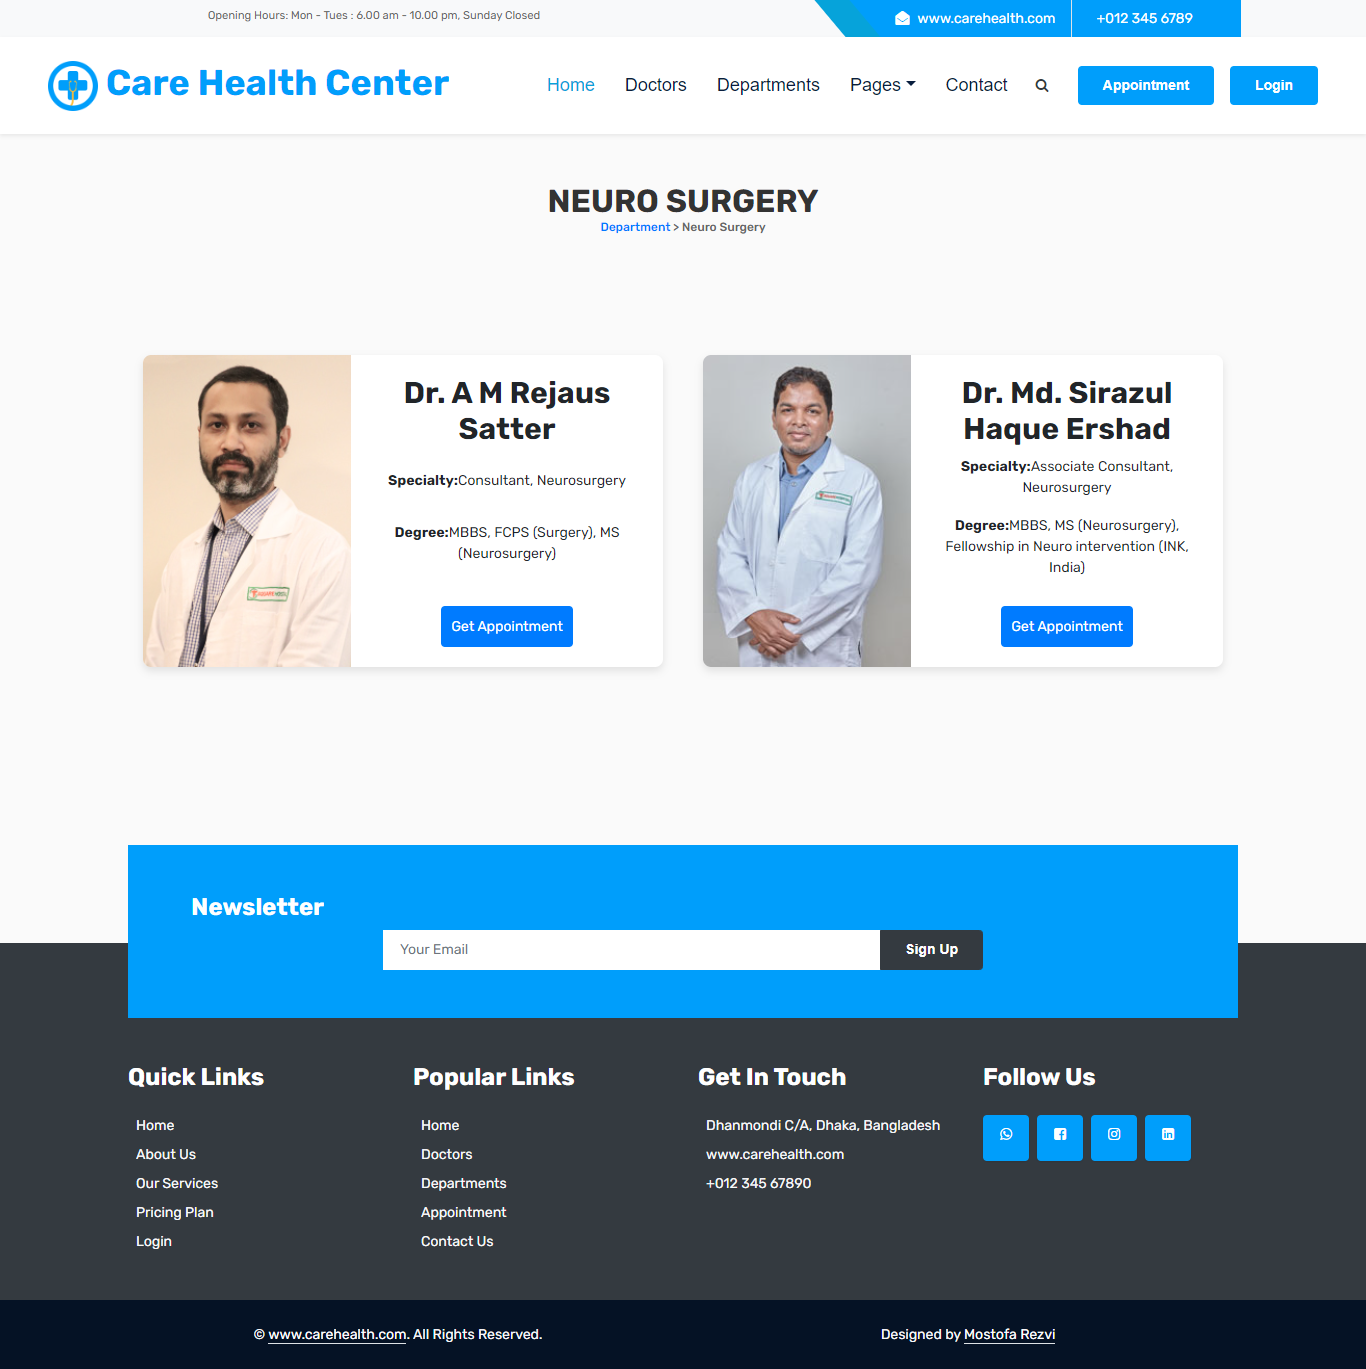 Opening Hours: Mon - Tues : 6.00 am - 10.00 pm, Sunday Closed
www.carehealth.com
+012 345 6789
Care Health Center
Home
Doctors
Departments
Pages
Contact
Appointment
Login
NEURO SURGERY
Department > Neuro Surgery
Dr. A M Rejaus
Satter
Specialty:Consultant, Neurosurgery
Degree:MBBS, FCPS (Surgery), MS
(Neurosurgery)
Get Appointment
Dr. Md. Sirazul
Haque Ershad
Specialty:Associate Consultant,
Neurosurgery
Degree:MBBS, MS (Neurosurgery),
Fellowship in Neuro intervention (INK,
India)
Get Appointment
Newsletter
Your Email
Sign Up
Quick Links
Home
About Us
Our Services
Pricing Plan
Login
Popular Links
Home
Doctors
Departments
Appointment
Contact Us
Get In Touch
Dhanmondi C/A, Dhaka, Bangladesh
www.carehealth.com
+012 345 67890
Follow Us
© www.carehealth.com. All Rights Reserved.
Designed by Mostofa Rezvi